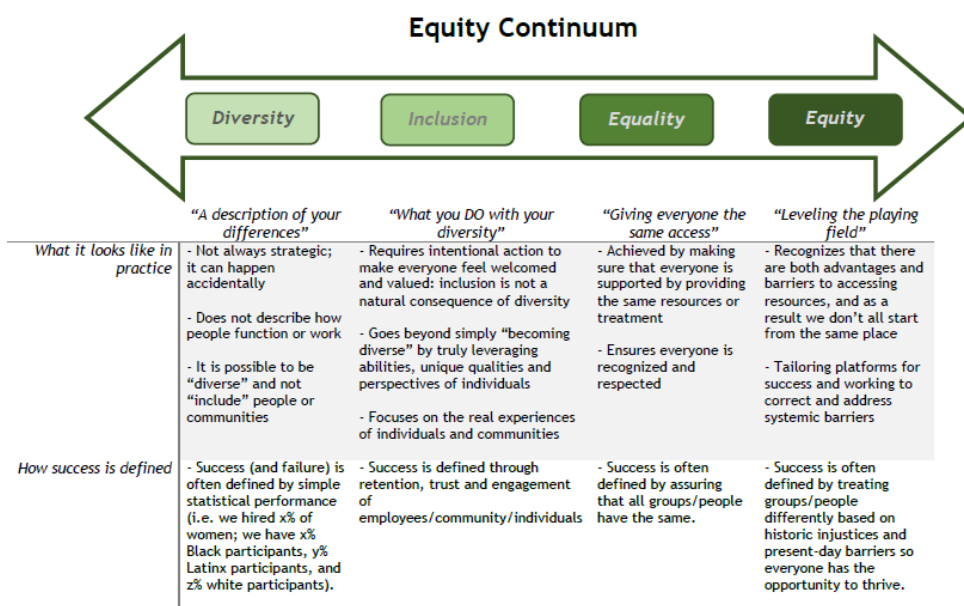 Equity Continuum
Diversity
Inclusion
Equality
Equity
“A description of your
differences”
“What you DO with your
diversity”
“Giving everyone the
same access”
“Leveling the playing
field”
What it looks like in
practice
- Not always strategic;
it can happen
accidentally
- Does not describe how
people function or work
- It is possible to be
“diverse” and not
“include” people or
communities
- Requires intentional action to
make everyone feel welcomed
and valued: inclusion is not a
natural consequence of diversity
- Goes beyond simply “becoming
diverse” by truly leveraging
abilities, unique qualities and
perspectives of individuals
- Focuses on the real experiences
of individuals and communities
- Achieved by making
sure that everyone is
supported by providing
the same resources or
treatment
- Ensures everyone is
recognized and
respected
- Recognizes that there
are both advantages and
barriers to accessing
resources, and as a
result we don’t all start
from the same place
- Tailoring platforms for
success and working to
correct and address
systemic barriers
How success is defined
- Success (and failure) is
often defined by simple
statistical performance
(i.e. we hired x% of
women; we have x%
Black participants, y%
Latinx participants, and
z% white participants).
- Success is defined through
retention, trust and engagement
of
employees/community/individuals
- Success is often
defined by assuring
that all groups/people
have the same.
- Success is often
defined by treating
groups/people
differently based on
historic injustices and
present-day barriers so
everyone has the
opportunity to thrive.